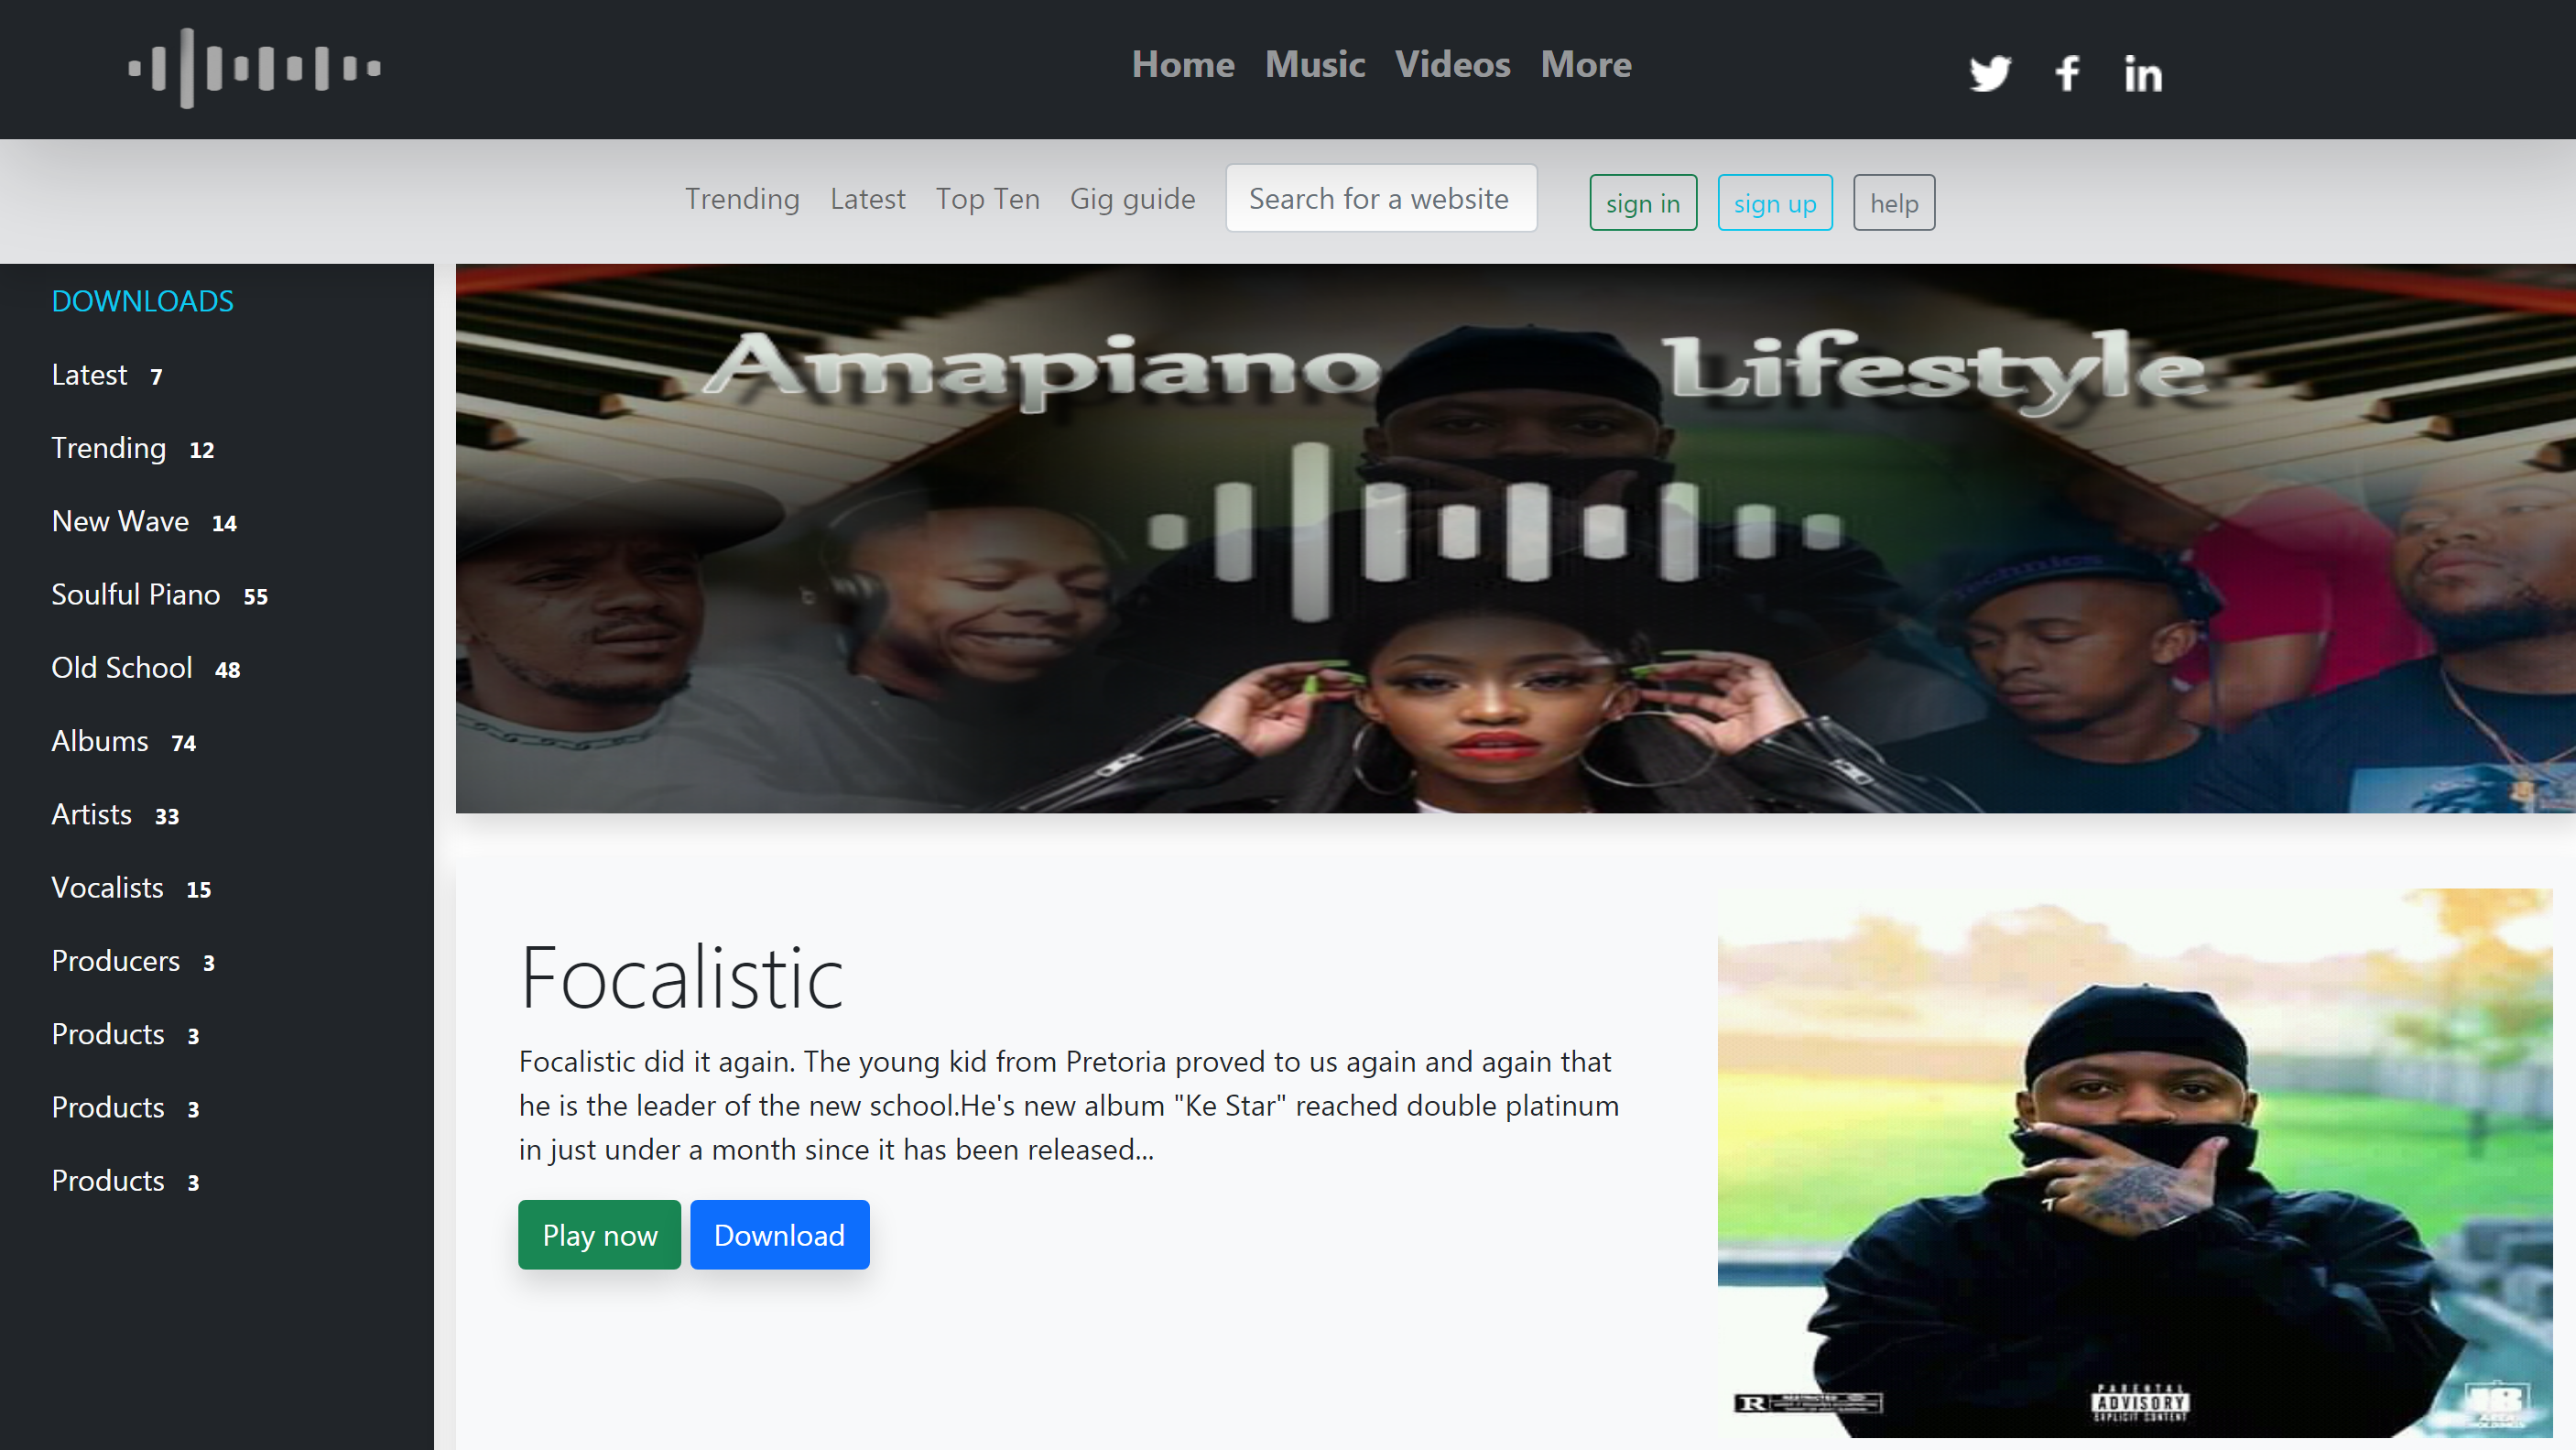 Home Music Videos More
in
Trending Latest Top Ten Gig guide Search for a website sign in sign up help
DOWNLOADS
Latest 7
Trending 12
New Wave 14
Soulful Piano 55
Old School 48
Albums 74
Artists 33
Vocalists 15
Producers 3
Products 3
Products 3
Products 3
Amapiano Lifestyle
technics
Focalistic
Focalistic did it again. The young kid from Pretoria proved to us again and again that
he is the leader of the new school.He's new album "Ke Star" reached double platinum
in just under a month since it has been released...
Play now Download
R RESTRICTED
PARENTAL
ADVISORY
EXPLICIT CONTENT
18